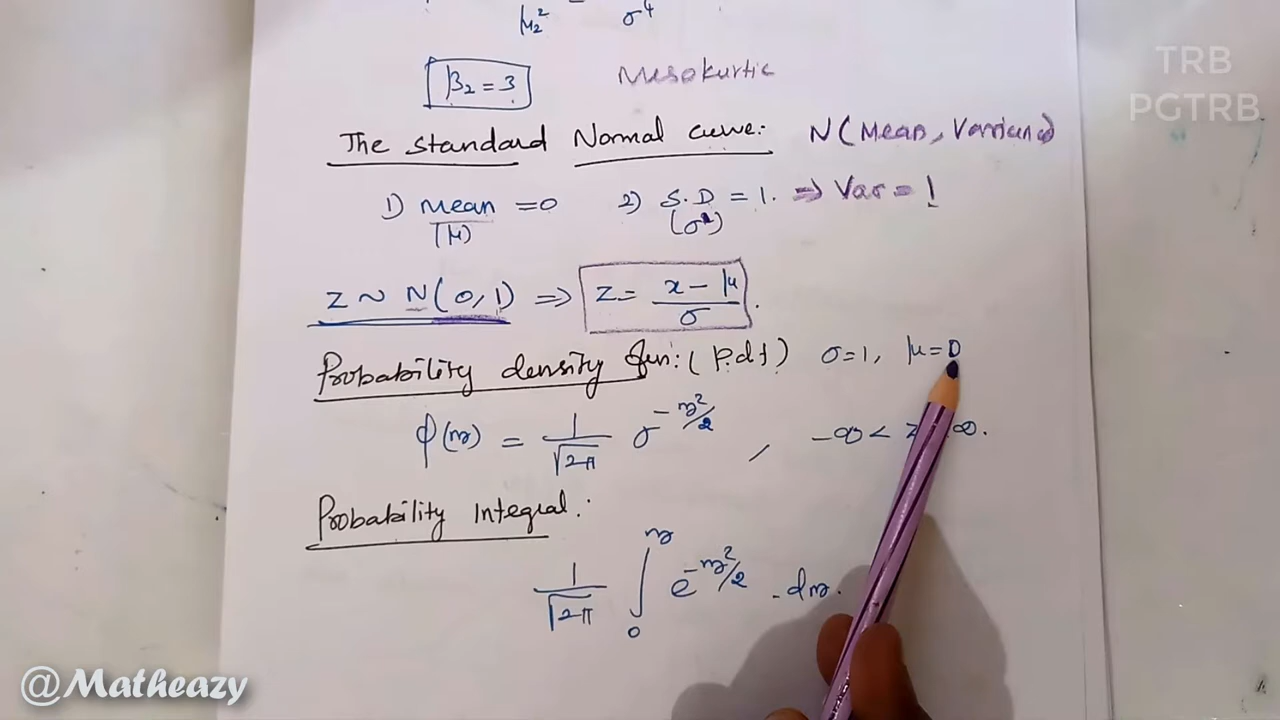 μ₂² σ⁴
β₂ = 3 Mesokurtic
TRB
PGTRB
The standard Normal curve: N(Mean, Variance)
1) mean = 0 2) S.D = 1. ⇒ Var = 1
(μ) (σ²)
z ~ N(0,1) ⇒ z = (x − μ)/σ.
Probability density fun: (P.d.f) σ=1, μ=0
φ(z) = 1/√2π σ^(−z²/2) , −∞ < z ∞.
Probability Integral:
1/√2π ∫₀^z e^(−z²/2) . dz.
@Matheazy